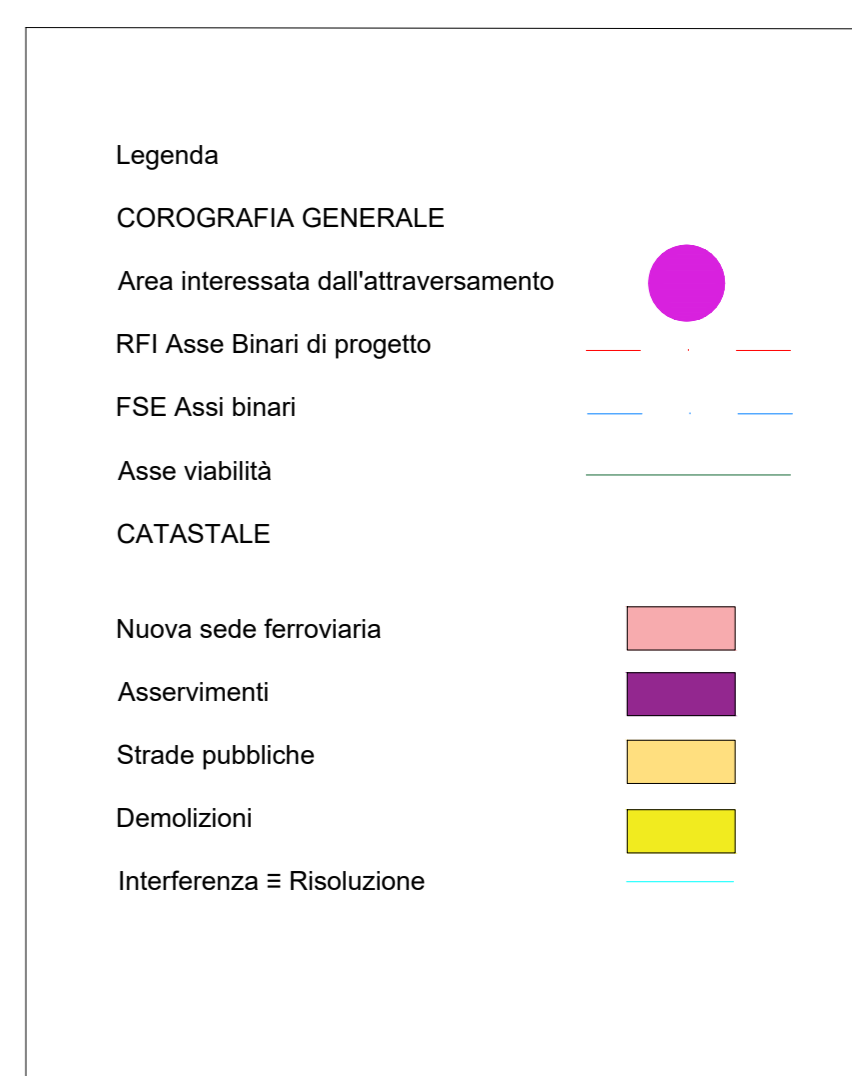 Legenda
COROGRAFIA GENERALE
Area interessata dall'attraversamento
RFI Asse Binari di progetto
FSE Assi binari
Asse viabilità
CATASTALE
Nuova sede ferroviaria
Asservimenti
Strade pubbliche
Demolizioni
Interferenza ≡ Risoluzione